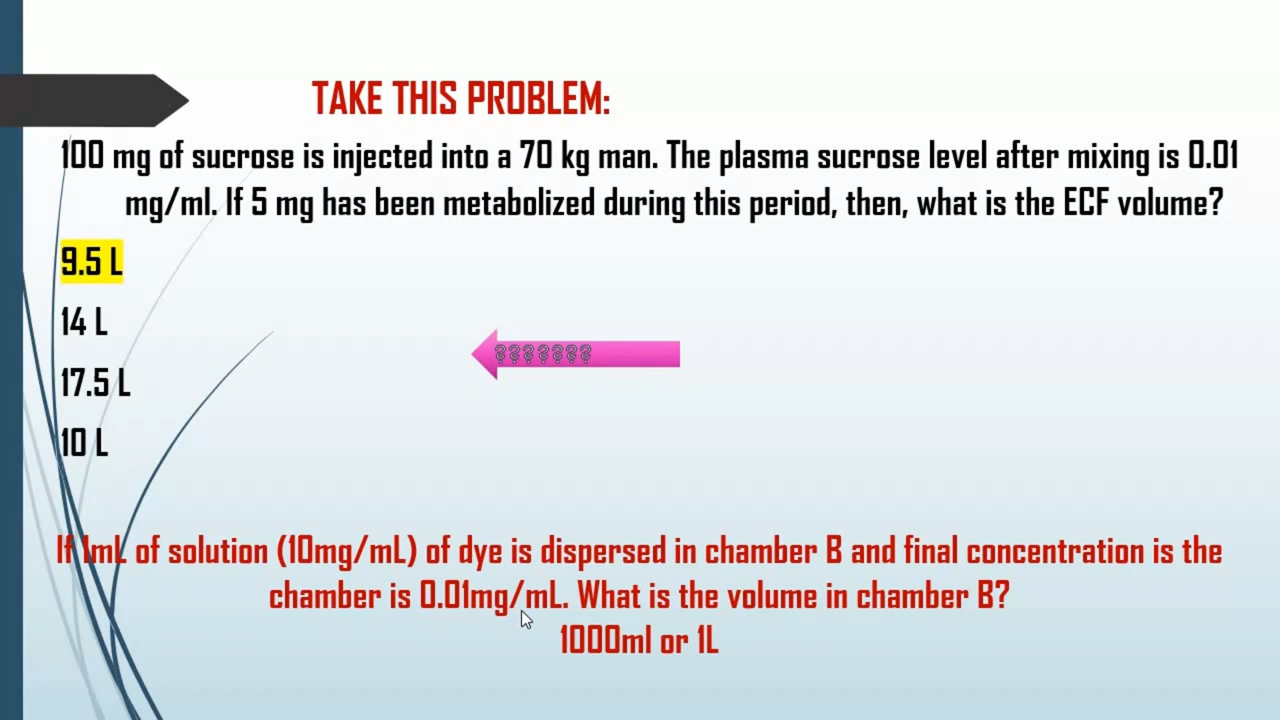 TAKE THIS PROBLEM:
100 mg of sucrose is injected into a 70 kg man. The plasma sucrose level after mixing is 0.01
mg/ml. If 5 mg has been metabolized during this period, then, what is the ECF volume?
9.5 L
14 L
???????
17.5 L
10 L
If 1mL of solution (10mg/mL) of dye is dispersed in chamber B and final concentration is the
chamber is 0.01mg/mL. What is the volume in chamber B?
1000ml or 1L